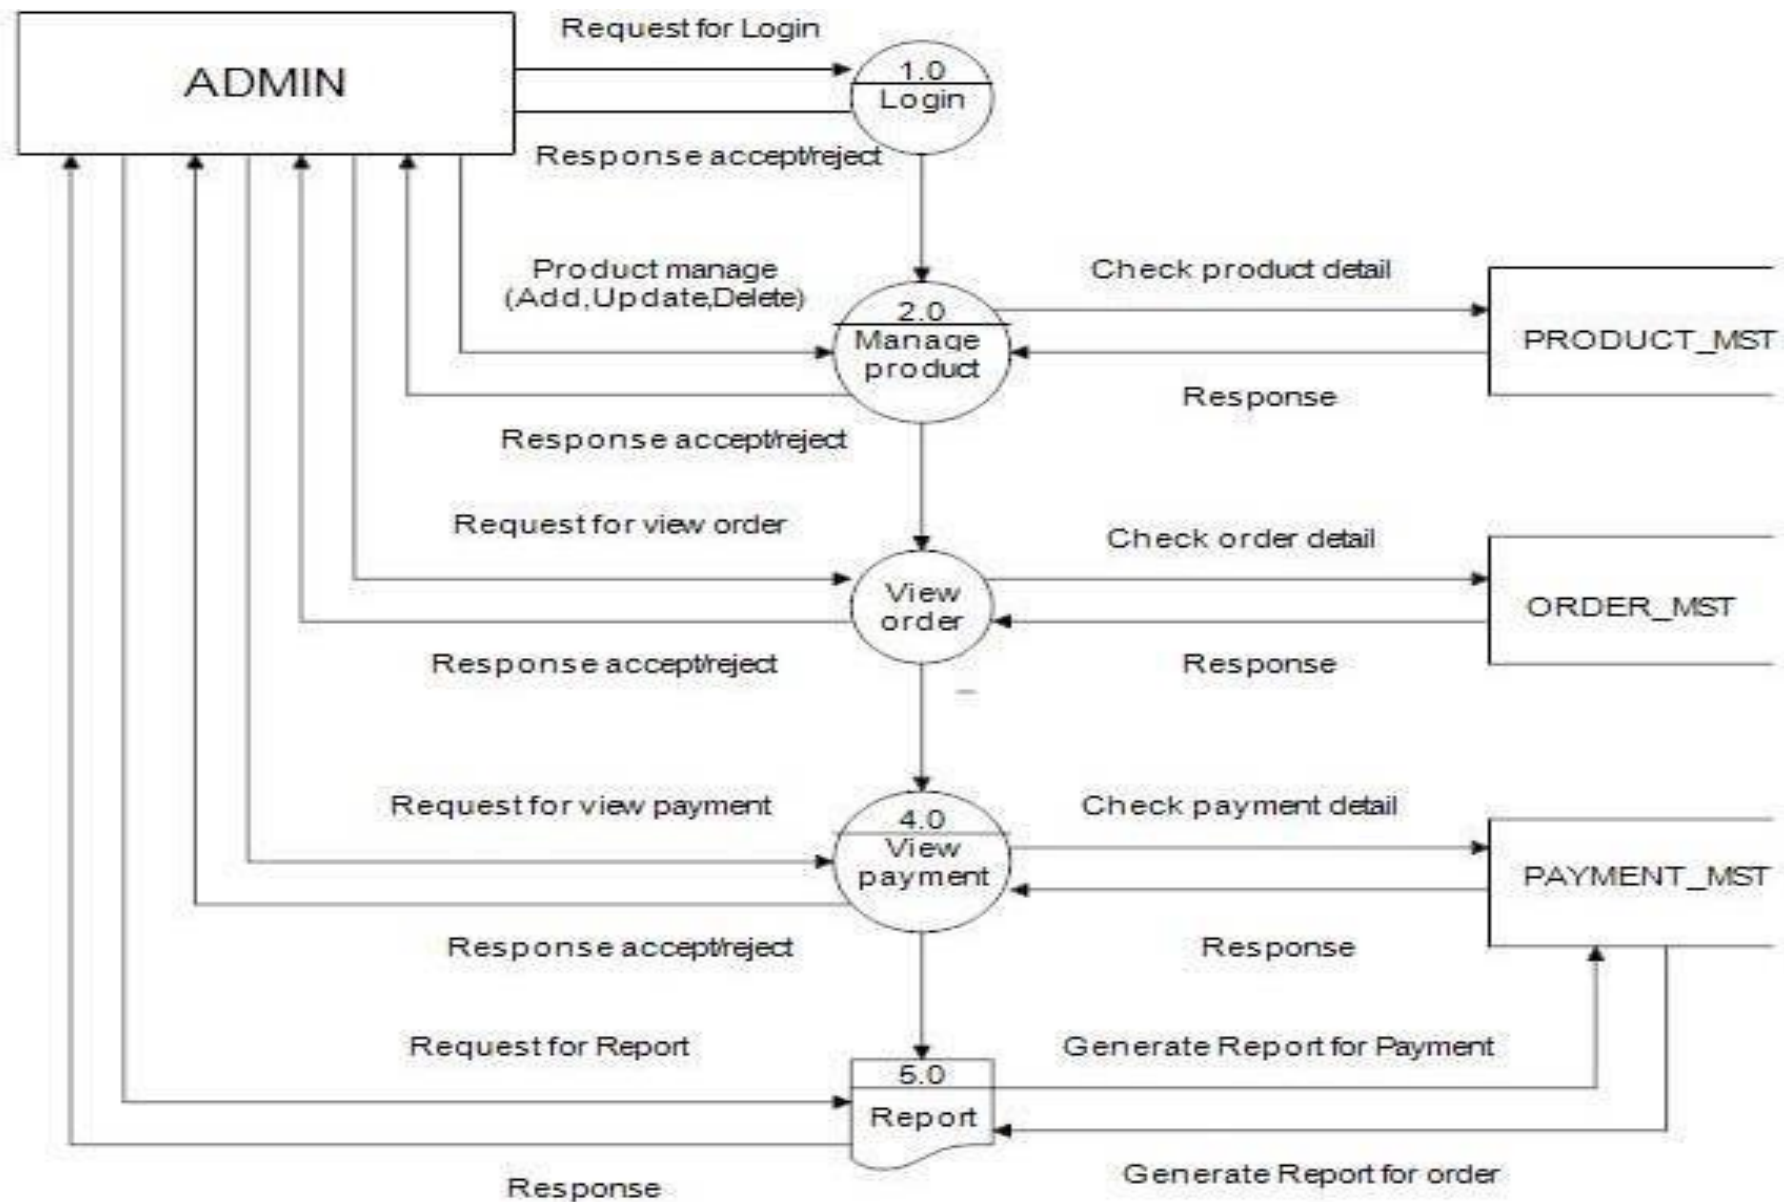 Request for Login
ADMIN
1.0
Login
Response accept/reject
Product manage
(Add,Update,Delete)
Check product detail
2.0
Manage
product
PRODUCT_MST
Response
Response accept/reject
Request for view order
Check order detail
View
order
ORDER_MST
Response accept/reject
Response
Request for view payment
Check payment detail
4.0
View
payment
PAYMENT_MST
Response accept/reject
Response
Request for Report
Generate Report for Payment
5.0
Report
Generate Report for order
Response